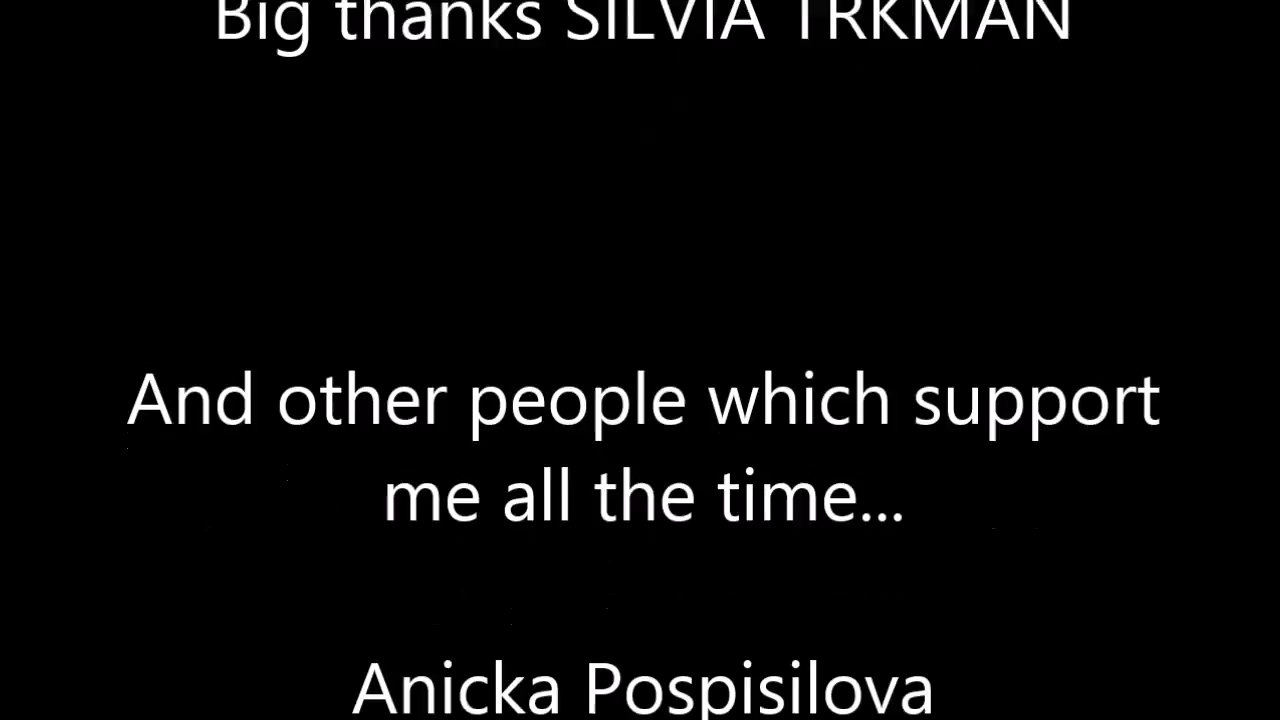 Big thanks SILVIA TRKMAN
And other people which support
me all the time...
Anicka Pospisilova